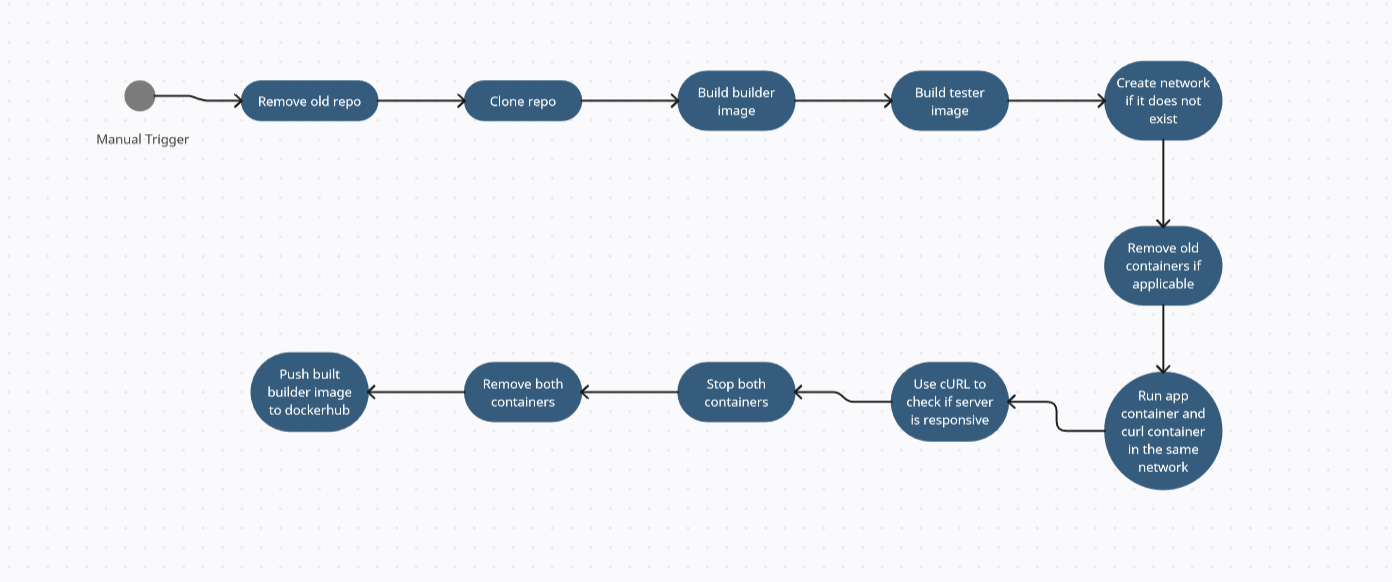 Manual Trigger
Remove old repo
Clone repo
Build builder
image
Build tester
image
Create network
if it does not
exist
Remove old
containers if
applicable
Run app
container and
curl container
in the same
network
Use cURL to
check if server
is responsive
Stop both
containers
Remove both
containers
Push built
builder image
to dockerhub